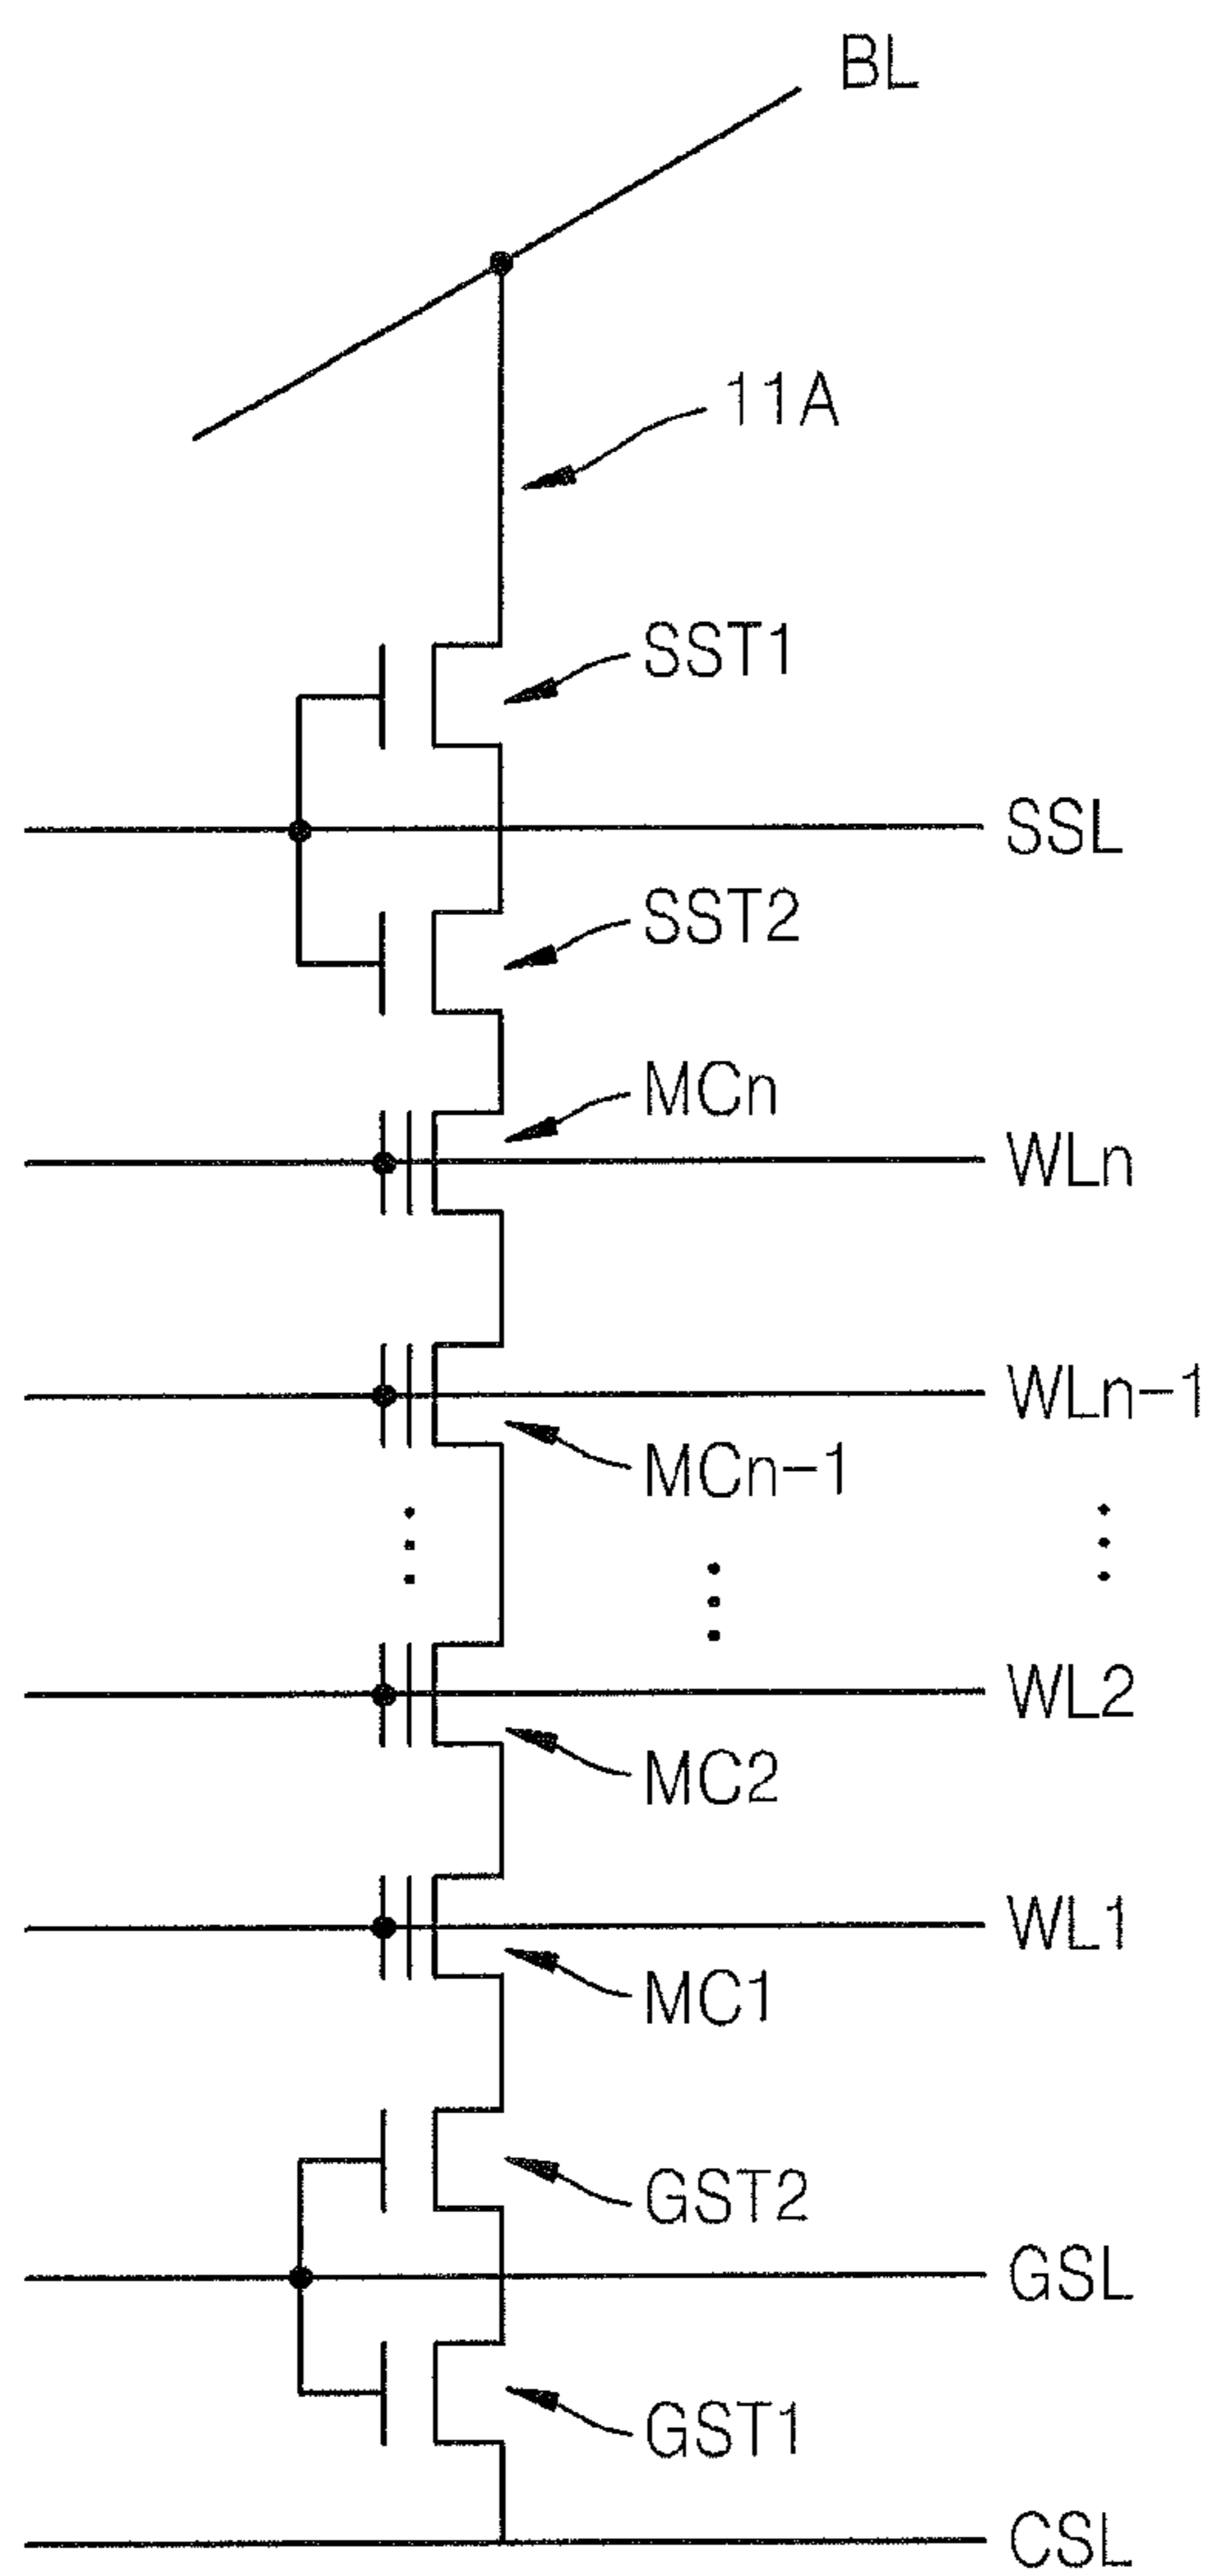 BL
11A
SST1
SSL
SST2
MCn
WLn
WLn-1
MCn-1
WL2
MC2
WL1
MC1
GST2
GSL
GST1
CSL